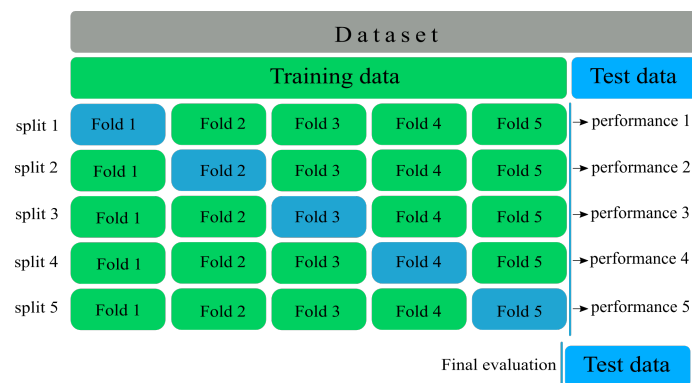 Dataset
Training data Test data
split 1 Fold 1 Fold 2 Fold 3 Fold 4 Fold 5 performance 1
split 2 Fold 1 Fold 2 Fold 3 Fold 4 Fold 5 performance 2
split 3 Fold 1 Fold 2 Fold 3 Fold 4 Fold 5 performance 3
split 4 Fold 1 Fold 2 Fold 3 Fold 4 Fold 5 performance 4
split 5 Fold 1 Fold 2 Fold 3 Fold 4 Fold 5 performance 5
Final evaluation Test data